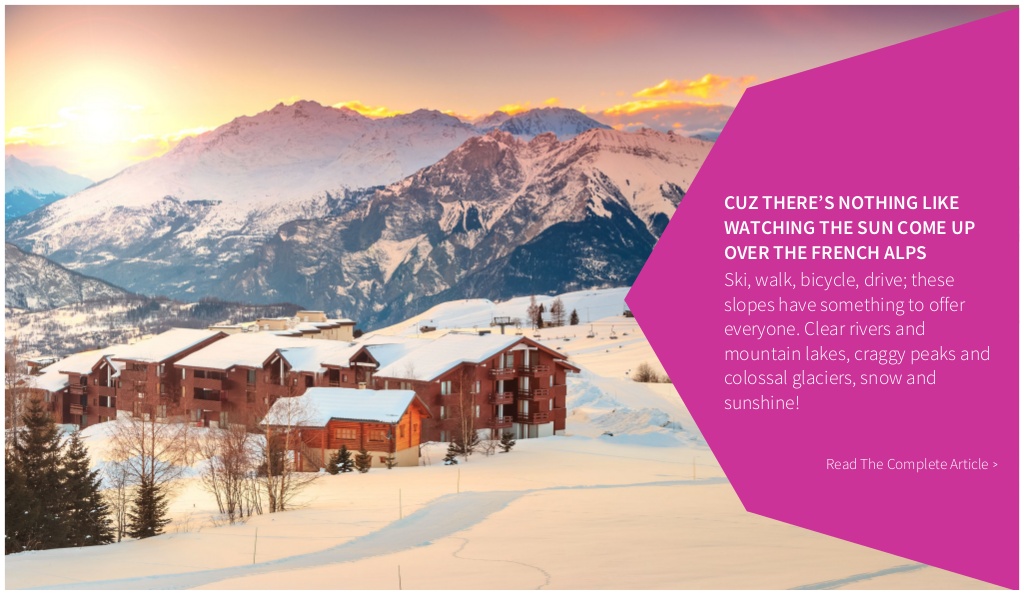 CUZ THERE’S NOTHING LIKE
WATCHING THE SUN COME UP
OVER THE FRENCH ALPS
Ski, walk, bicycle, drive; these
slopes have something to offer
everyone. Clear rivers and
mountain lakes, craggy peaks and
colossal glaciers, snow and
sunshine!
Read The Complete Article >